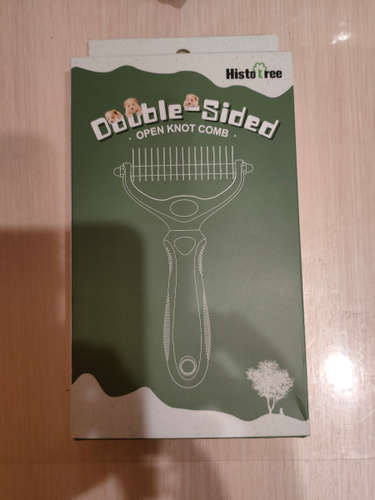 Histotree
Double-Sided
· OPEN KNOT COMB ·